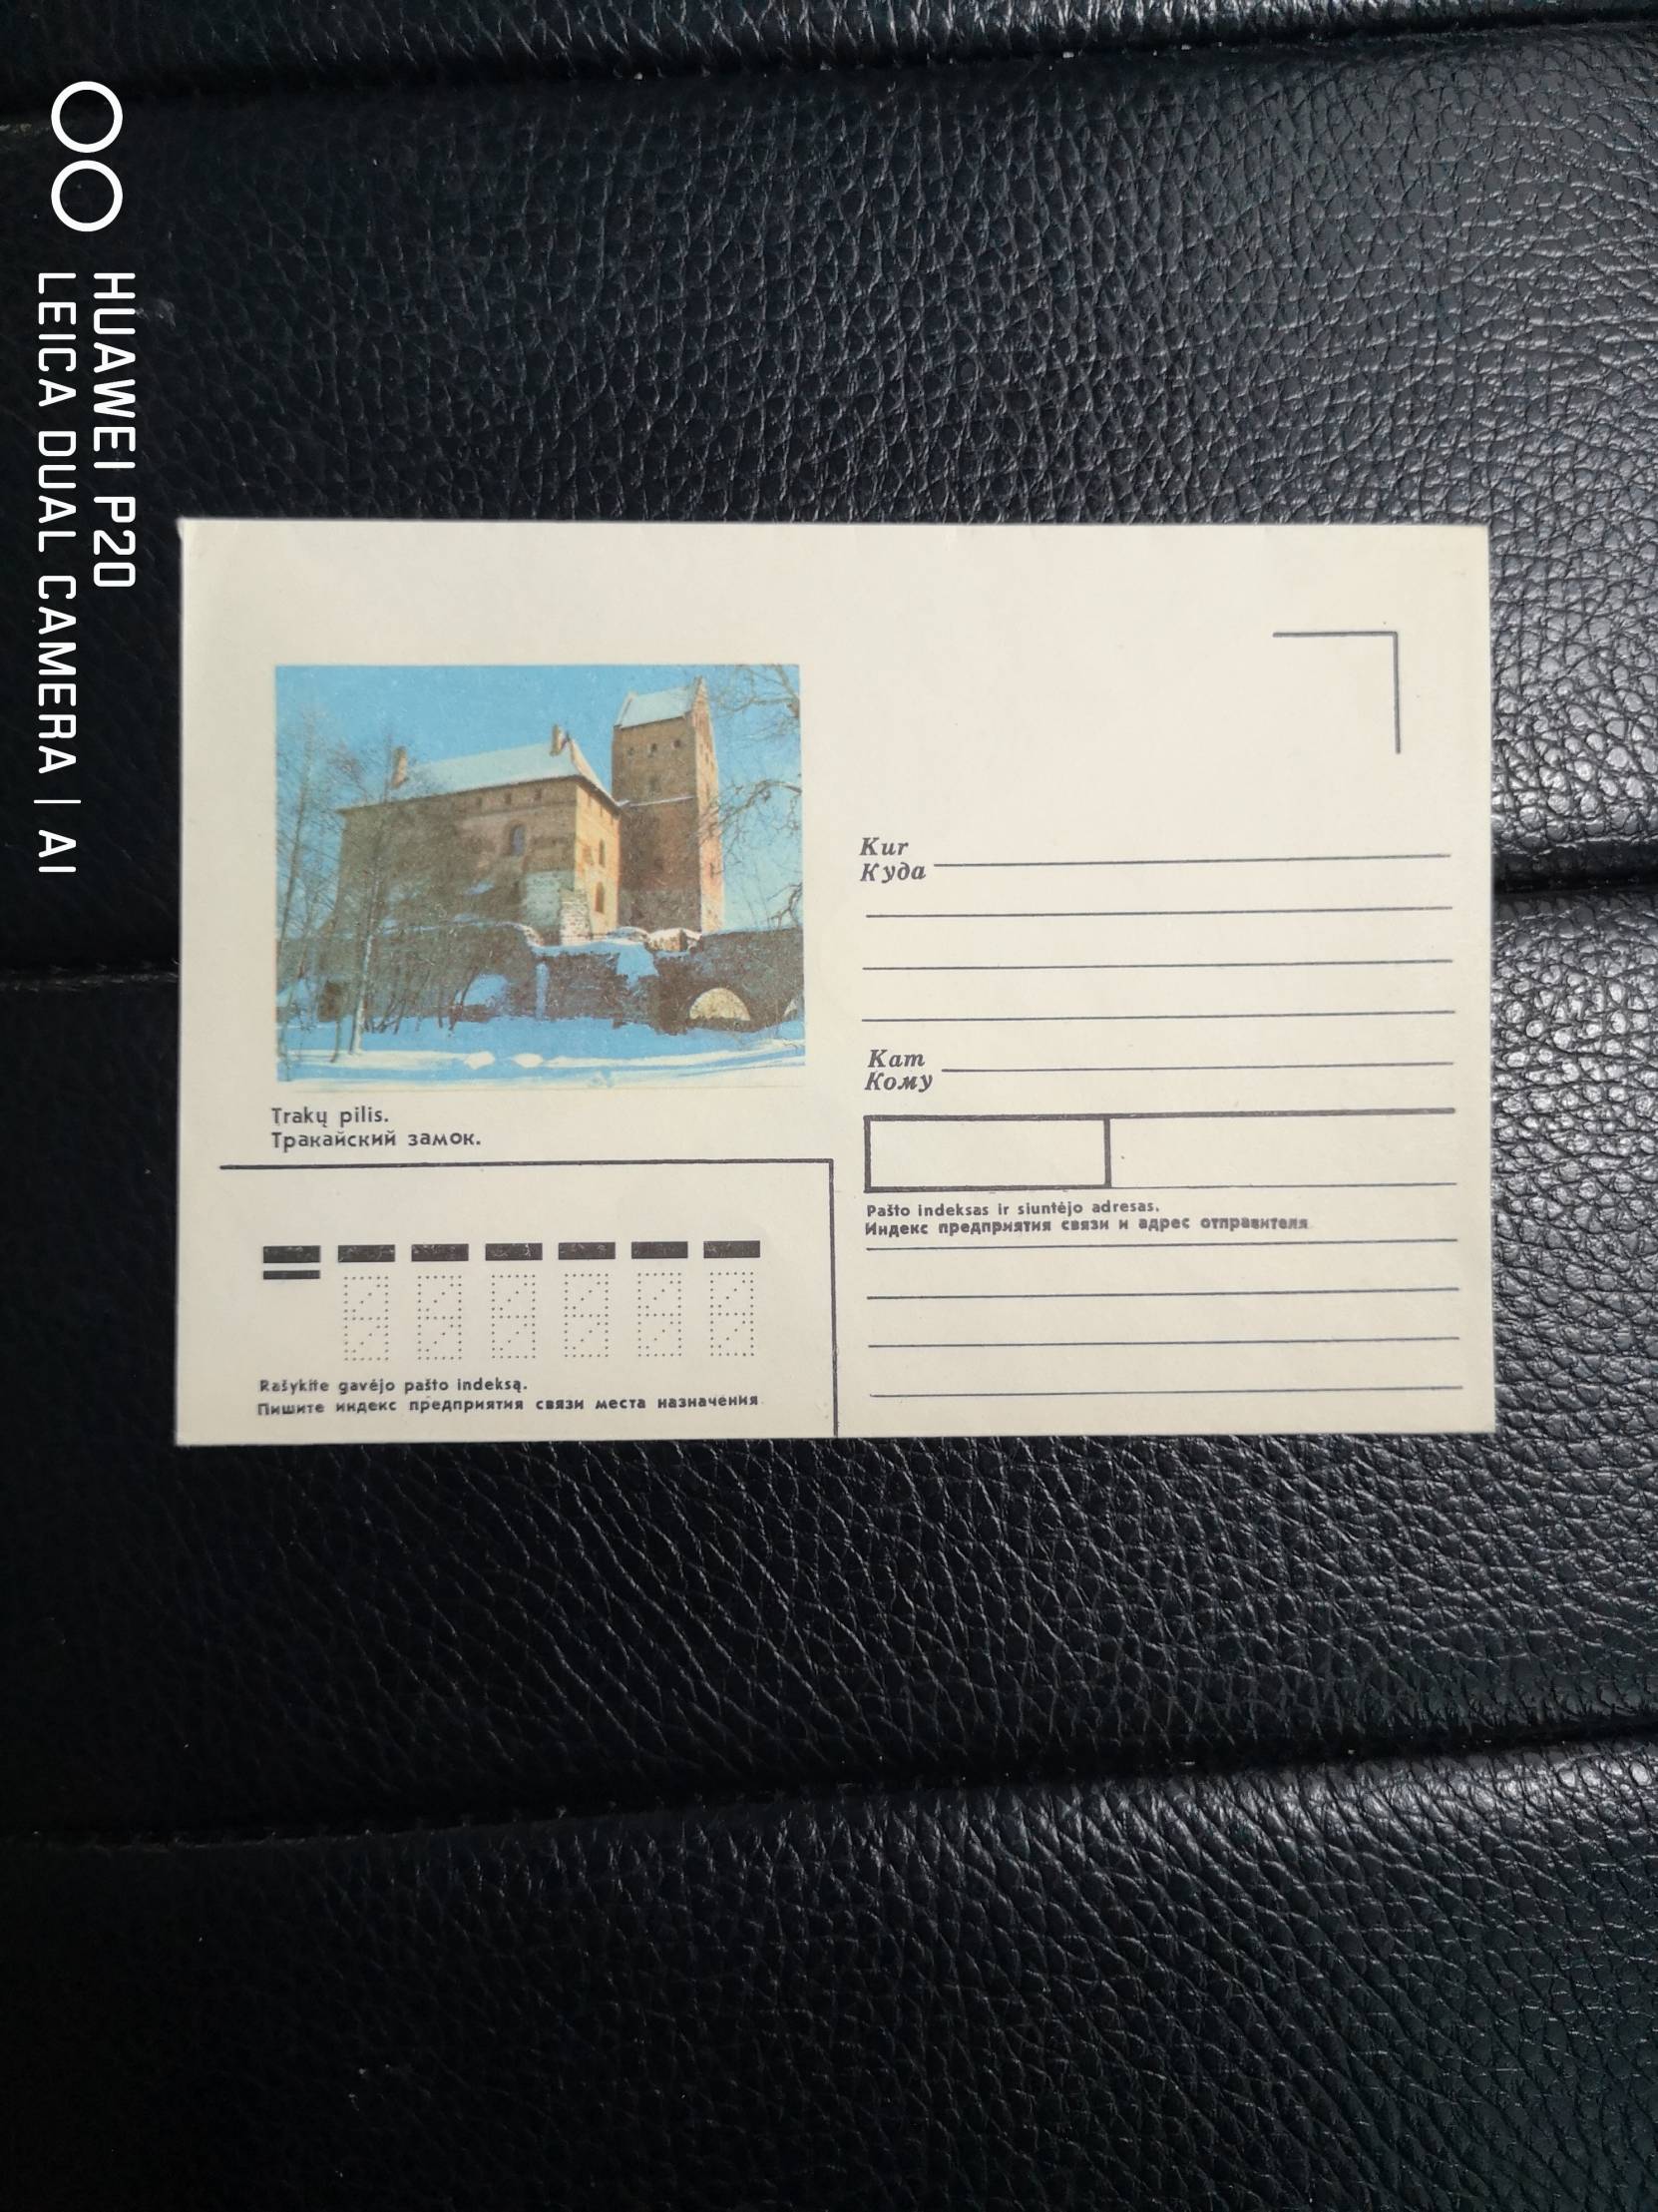 HUAWEI P20
LEICA DUAL CAMERA | AI
Trakų pilis.
Тракайский замок.
Kur
Куда
Kam
Кому
Pašto indeksas ir siuntėjo adresas.
Индекс предприятия связи и адрес отправителя
Rašykite gavėjo pašto indeksą.
Пишите индекс предприятия связи места назначения